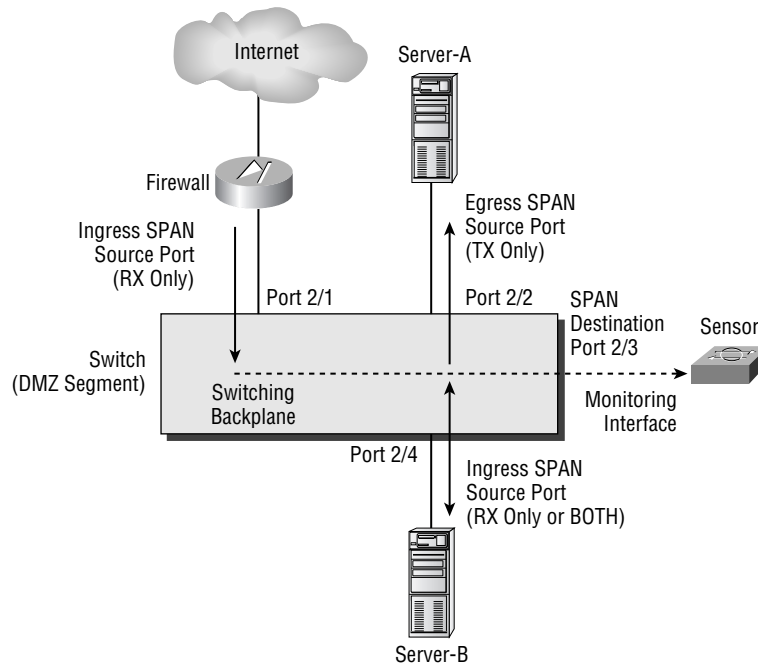 Internet
Server-A
Firewall
Ingress SPAN
Source Port
(RX Only)
Egress SPAN
Source Port
(TX Only)
Port 2/1
Port 2/2
SPAN
Destination
Port 2/3
Sensor
Switch
(DMZ Segment)
Switching
Backplane
Monitoring
Interface
Port 2/4
Ingress SPAN
Source Port
(RX Only or BOTH)
Server-B